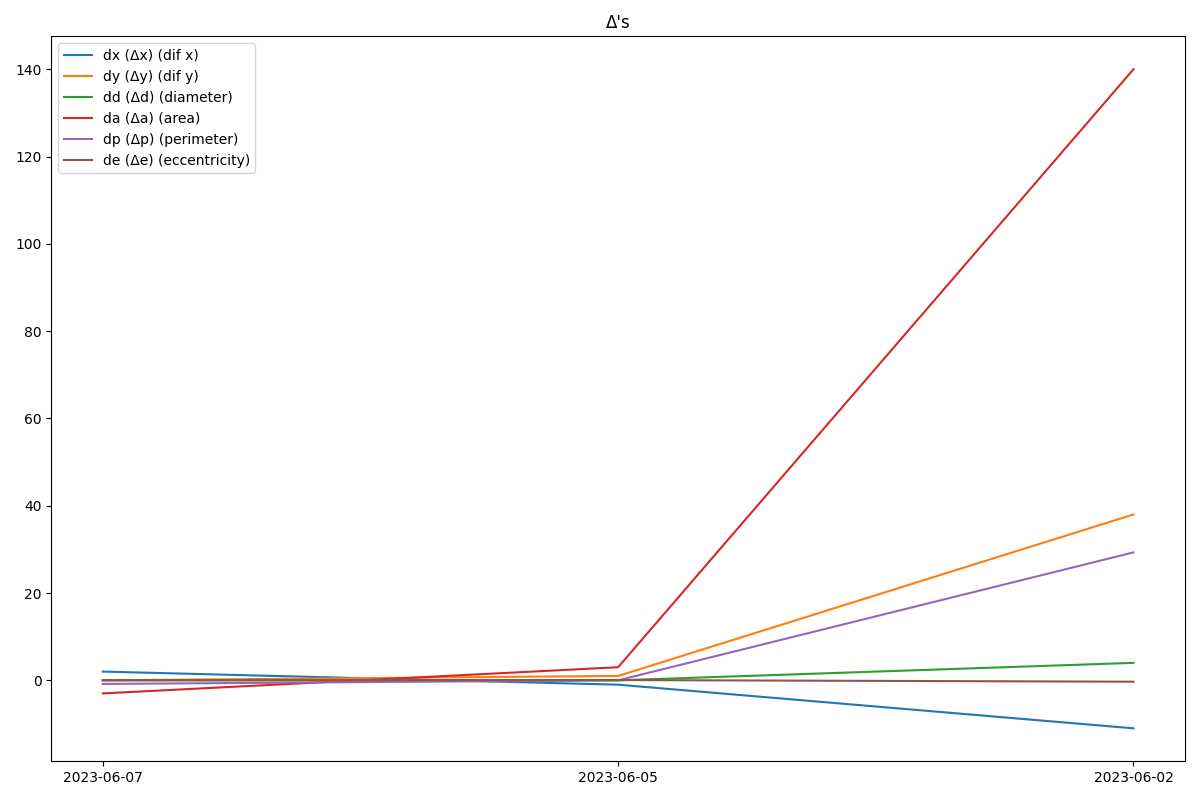 Δ's
dx (Δx) (dif x)
dy (Δy) (dif y)
dd (Δd) (diameter)
da (Δa) (area)
dp (Δp) (perimeter)
de (Δe) (eccentricity)
140
120
100
80
60
40
20
0
2023-06-07
2023-06-05
2023-06-02